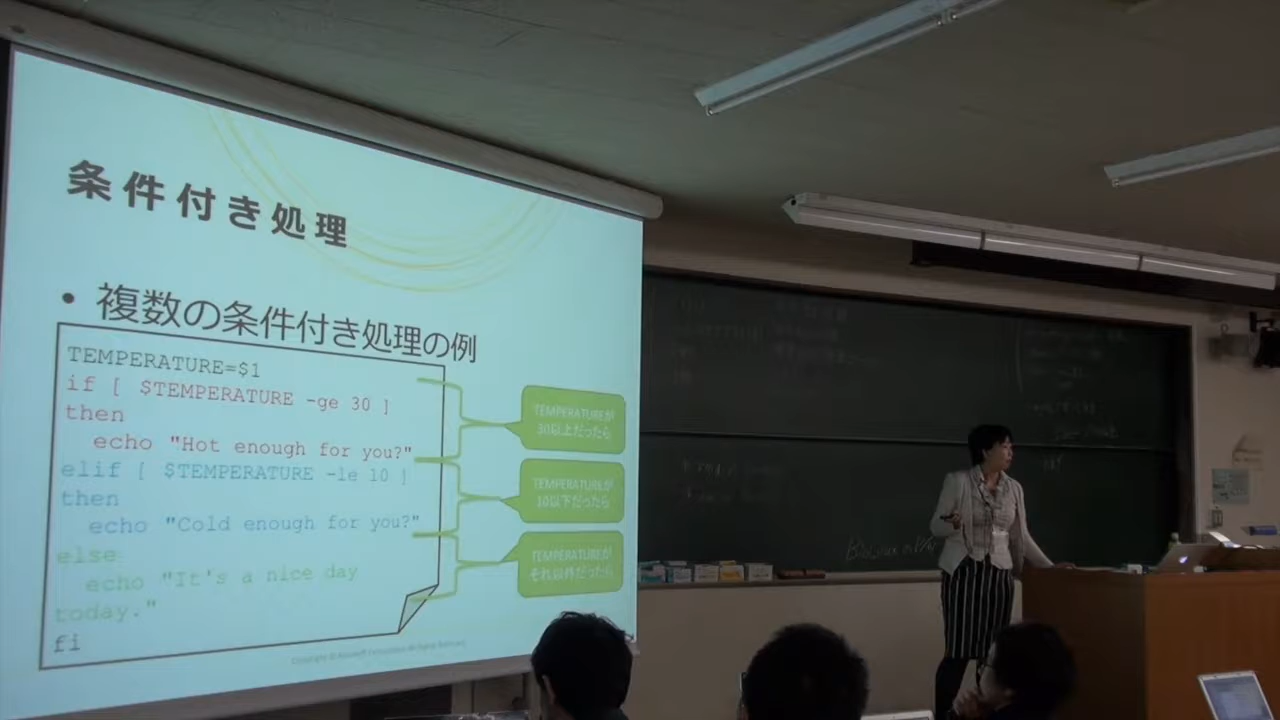 条件付き処理
• 複数の条件付き処理の例
TEMPERATURE=$1
if [ $TEMPERATURE -ge 30 ]
then
echo "Hot enough for you?"
elif [ $TEMPERATURE -le 10 ]
then
echo "Cold enough for you?"
else
echo "It's a nice day
today."
fi
TEMPERATUREが
30以上だったら
TEMPERATUREが
10以下だったら
TEMPERATUREが
それ以外だったら